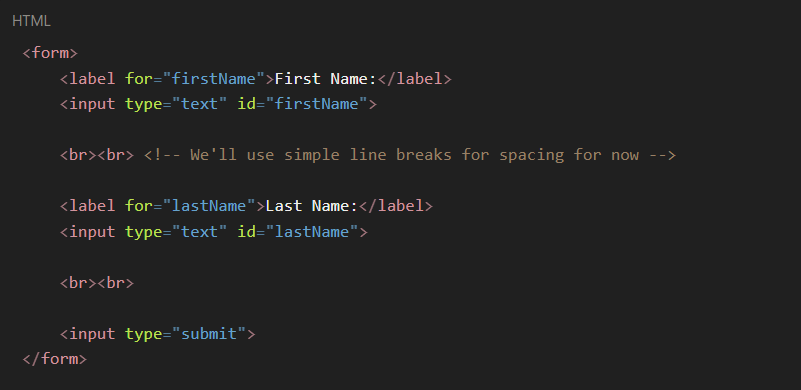 HTML
<form>
    <label for="firstName">First Name:</label>
    <input type="text" id="firstName">
    <br><br> <!-- We'll use simple line breaks for spacing for now -->
    <label for="lastName">Last Name:</label>
    <input type="text" id="lastName">
    <br><br>
    <input type="submit">
</form>